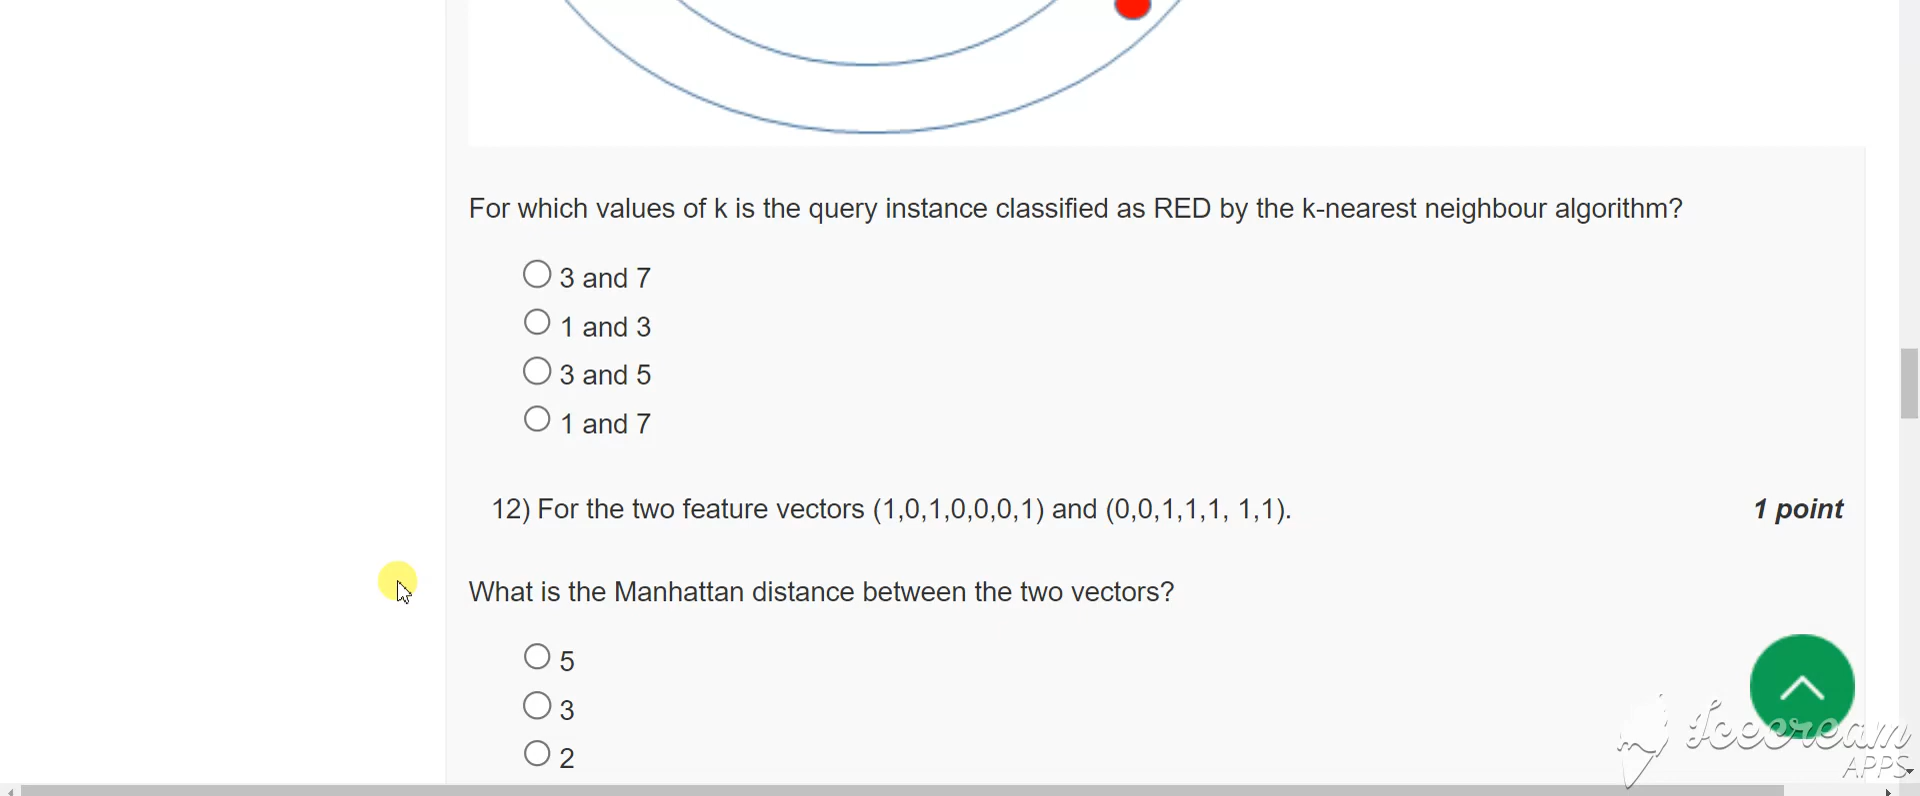 For which values of k is the query instance classified as RED by the k-nearest neighbour algorithm?
3 and 7
1 and 3
3 and 5
1 and 7
12) For the two feature vectors (1,0,1,0,0,0,1) and (0,0,1,1,1, 1,1). 1 point
What is the Manhattan distance between the two vectors?
5
3
2
Icecream
APPS